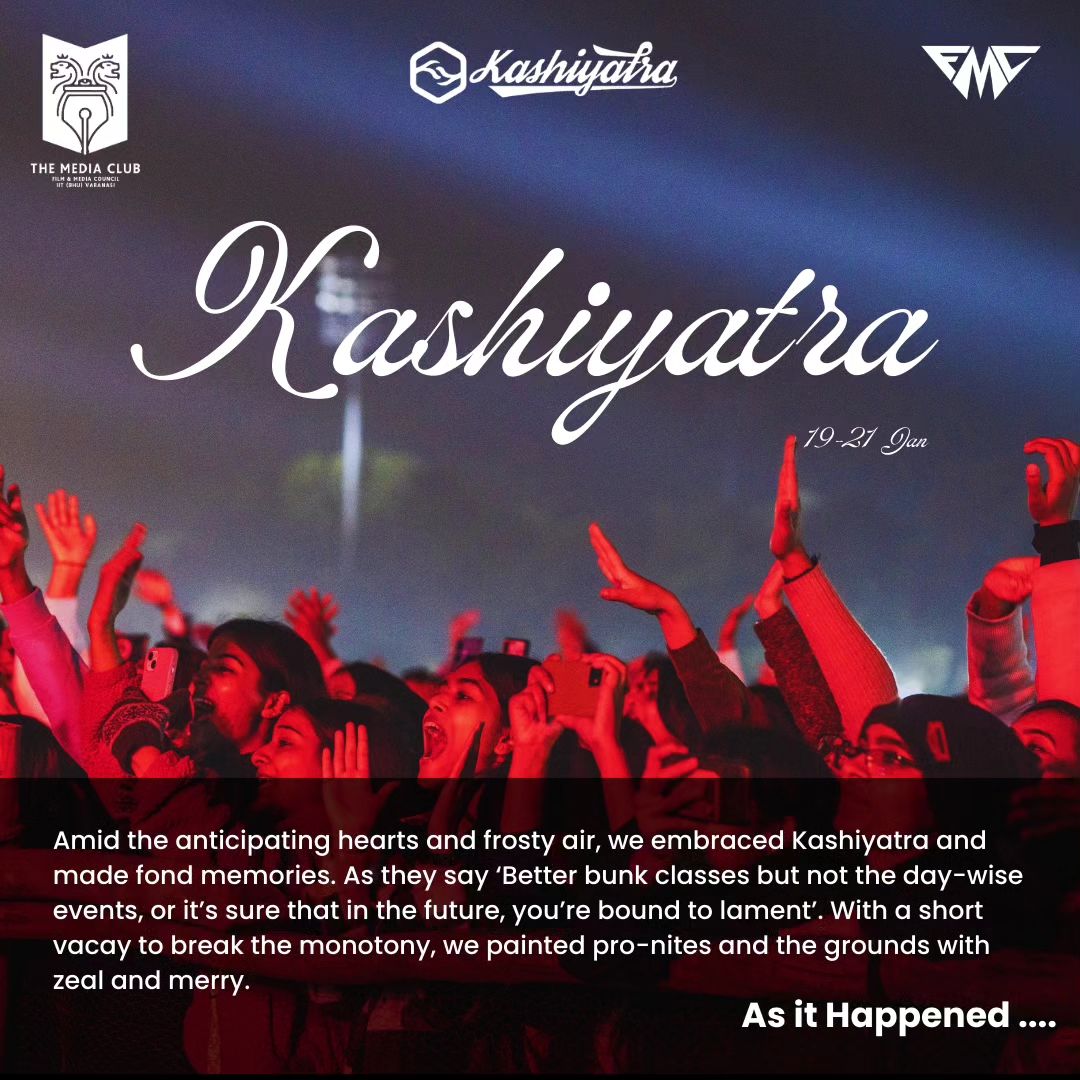 THE MEDIA CLUB
FILM & MEDIA COUNCIL
IIT (BHU) VARANASI
Kashiyatra
FMC
Kashiyatra
19-21 Jan
Amid the anticipating hearts and frosty air, we embraced Kashiyatra and
made fond memories. As they say ‘Better bunk classes but not the day-wise
events, or it’s sure that in the future, you’re bound to lament’. With a short
vacay to break the monotony, we painted pro-nites and the grounds with
zeal and merry.
As it Happened ....